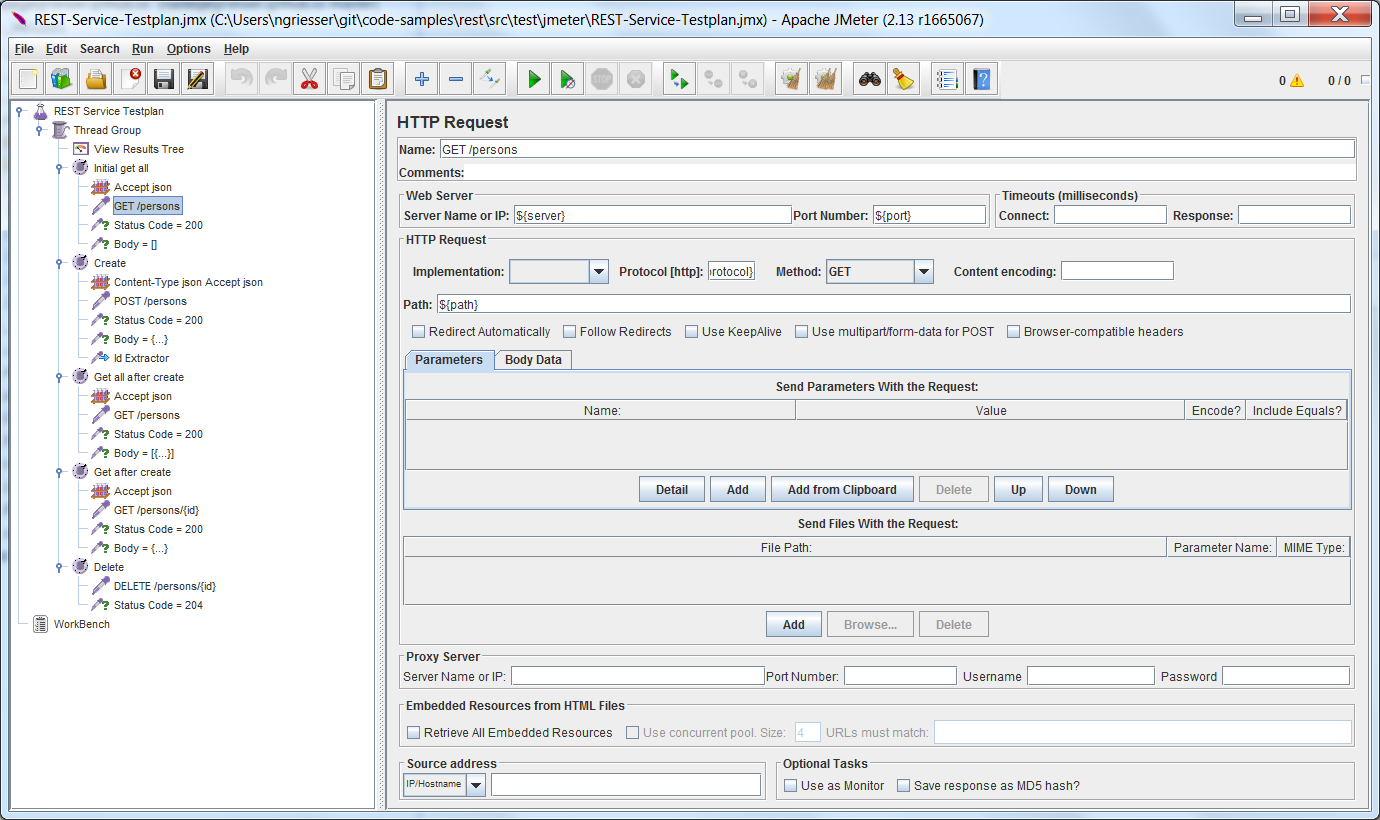 REST-Service-Testplan.jmx (C:\Users\ngriesser\git\code-samples\rest\src\test\jmeter\REST-Service-Testplan.jmx) - Apache JMeter (2.13 r1665067)
File Edit Search Run Options Help
0 0 / 0
REST Service Testplan
Thread Group
View Results Tree
Initial get all
Accept json
GET /persons
Status Code = 200
Body = []
Create
Content-Type json Accept json
POST /persons
Status Code = 200
Body = {...}
Id Extractor
Get all after create
Accept json
GET /persons
Status Code = 200
Body = [{...}]
Get after create
Accept json
GET /persons/{id}
Status Code = 200
Body = {...}
Delete
DELETE /persons/{id}
Status Code = 204
WorkBench
HTTP Request
Name: GET /persons
Comments:
Web Server
Server Name or IP: ${server} Port Number: ${port}
Timeouts (milliseconds)
Connect: Response:
HTTP Request
Implementation: Protocol [http]: rotocol} Method: GET Content encoding:
Path: ${path}
Redirect Automatically Follow Redirects Use KeepAlive Use multipart/form-data for POST Browser-compatible headers
Parameters Body Data
Send Parameters With the Request:
Name: Value Encode? Include Equals?
Detail Add Add from Clipboard Delete Up Down
Send Files With the Request:
File Path: Parameter Name: MIME Type:
Add Browse... Delete
Proxy Server
Server Name or IP: Port Number: Username Password
Embedded Resources from HTML Files
Retrieve All Embedded Resources Use concurrent pool. Size: 4 URLs must match:
Source address
IP/Hostname
Optional Tasks
Use as Monitor Save response as MD5 hash?